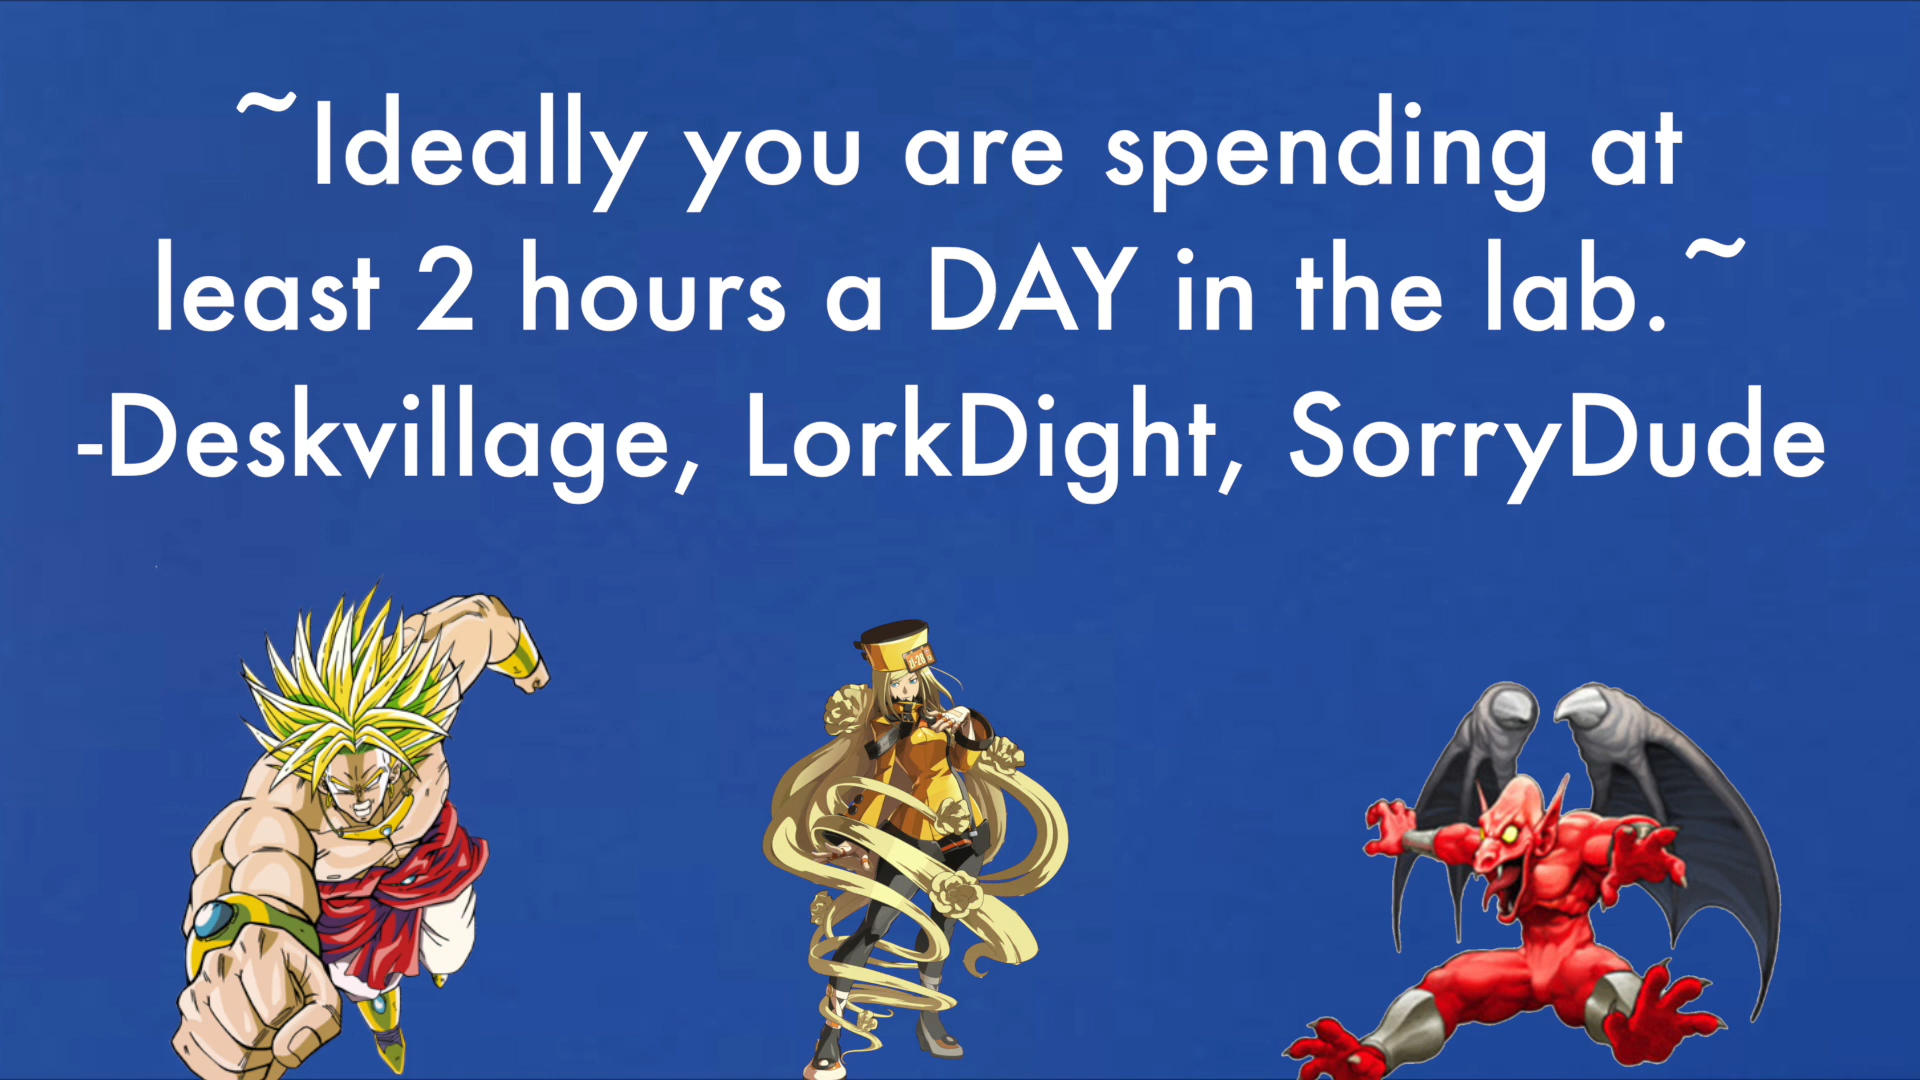 ~Ideally you are spending at
least 2 hours a DAY in the lab.~
-Deskvillage, LorkDight, SorryDude